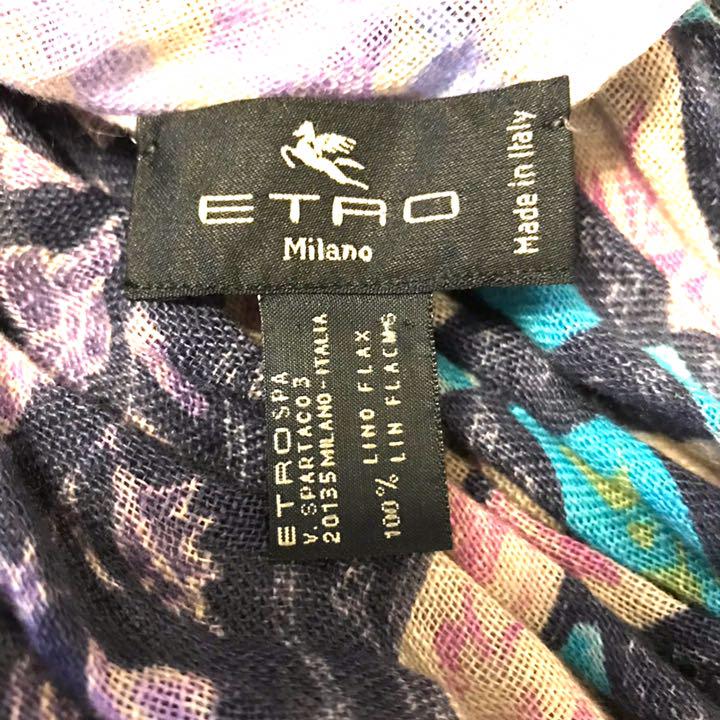 ETRO
Milano
Made in Italy
ETRO SPA
V. SPARTACO 3
20135 MILANO-ITALIA
100% LINO FLAX
LIN FLACHS